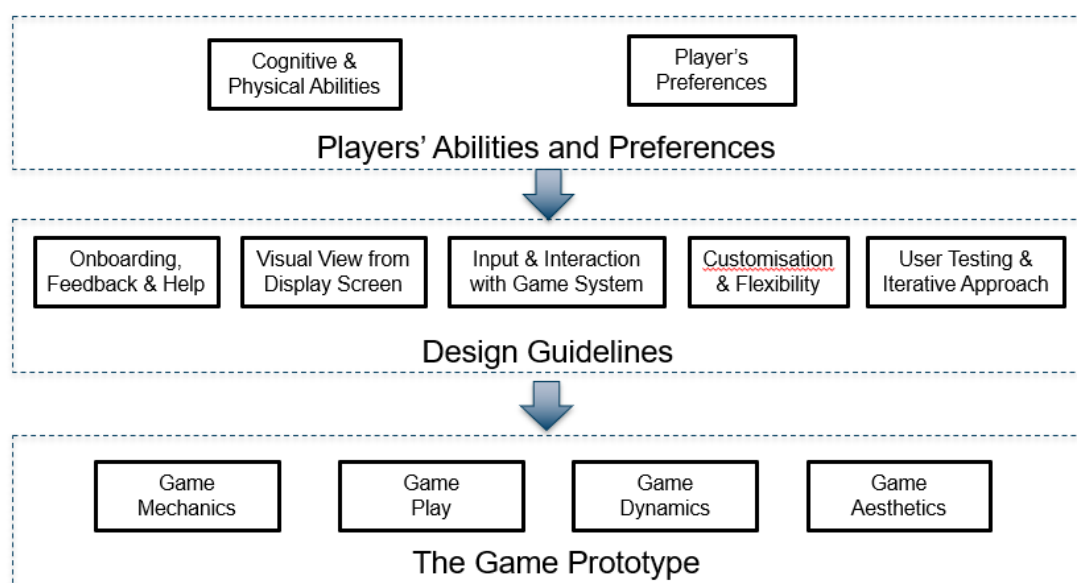 Cognitive &
Physical Abilities
Player’s
Preferences
Players’ Abilities and Preferences
Onboarding,
Feedback & Help
Visual View from
Display Screen
Input & Interaction
with Game System
Customisation
& Flexibility
User Testing &
Iterative Approach
Design Guidelines
Game
Mechanics
Game
Play
Game
Dynamics
Game
Aesthetics
The Game Prototype